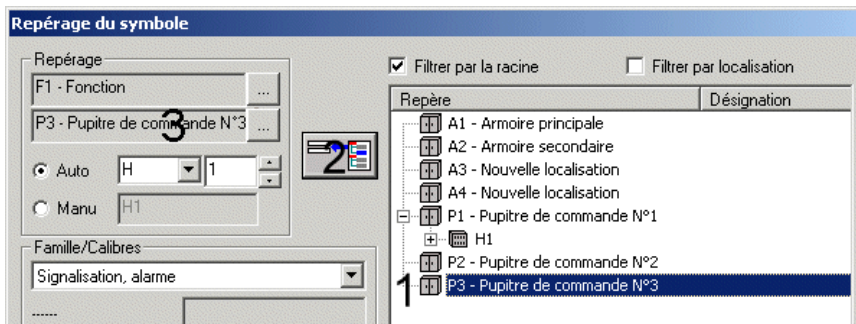 Repérage du symbole
Repérage
F1 - Fonction
...
P3 - Pupitre de commande N°3
...
3
Auto
H
1
Manu
H1
2
Famille/Calibres
Signalisation, alarme
------
Filtrer par la racine
Filtrer par localisation
Repère
Désignation
A1 - Armoire principale
A2 - Armoire secondaire
A3 - Nouvelle localisation
A4 - Nouvelle localisation
P1 - Pupitre de commande N°1
H1
P2 - Pupitre de commande N°2
1
P3 - Pupitre de commande N°3